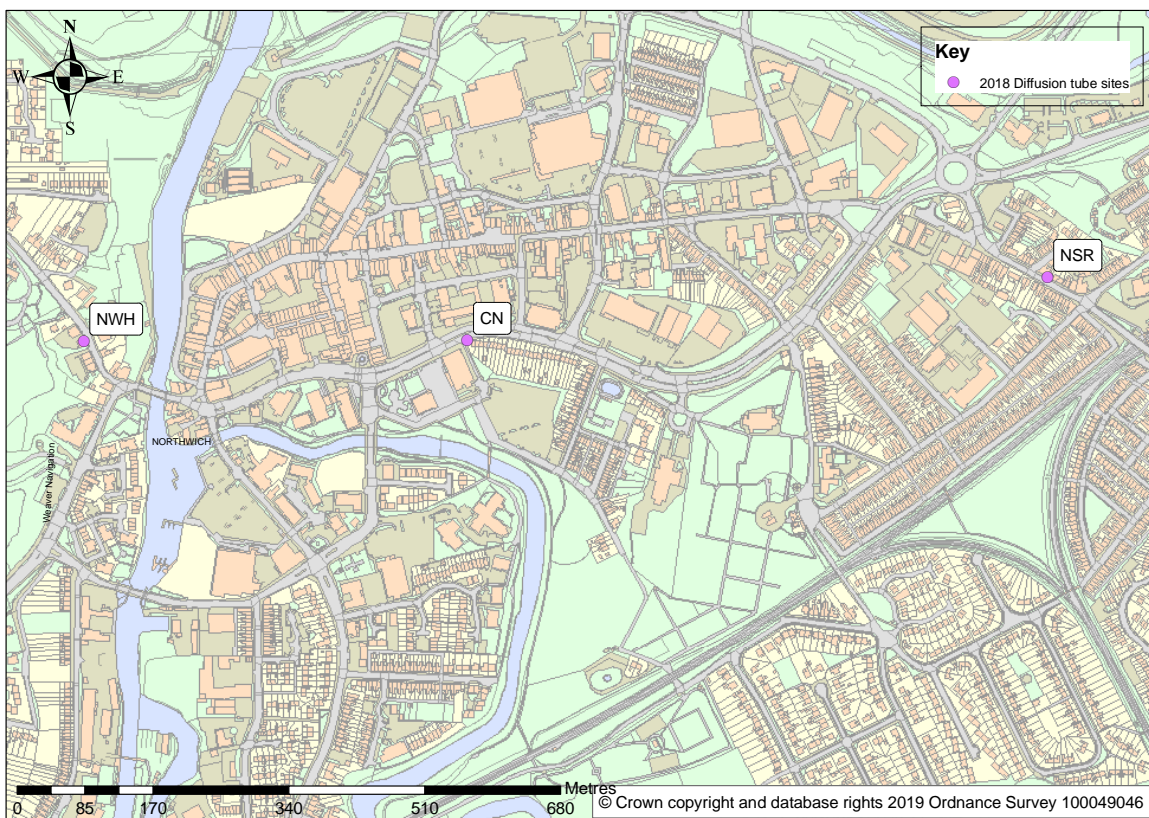 N
W E
S
Key
2018 Diffusion tube sites
NSR
NWH
CN
NORTHWICH
Weaver Navigation
Metres
0 85 170 340 510 680
© Crown copyright and database rights 2019 Ordnance Survey 100049046